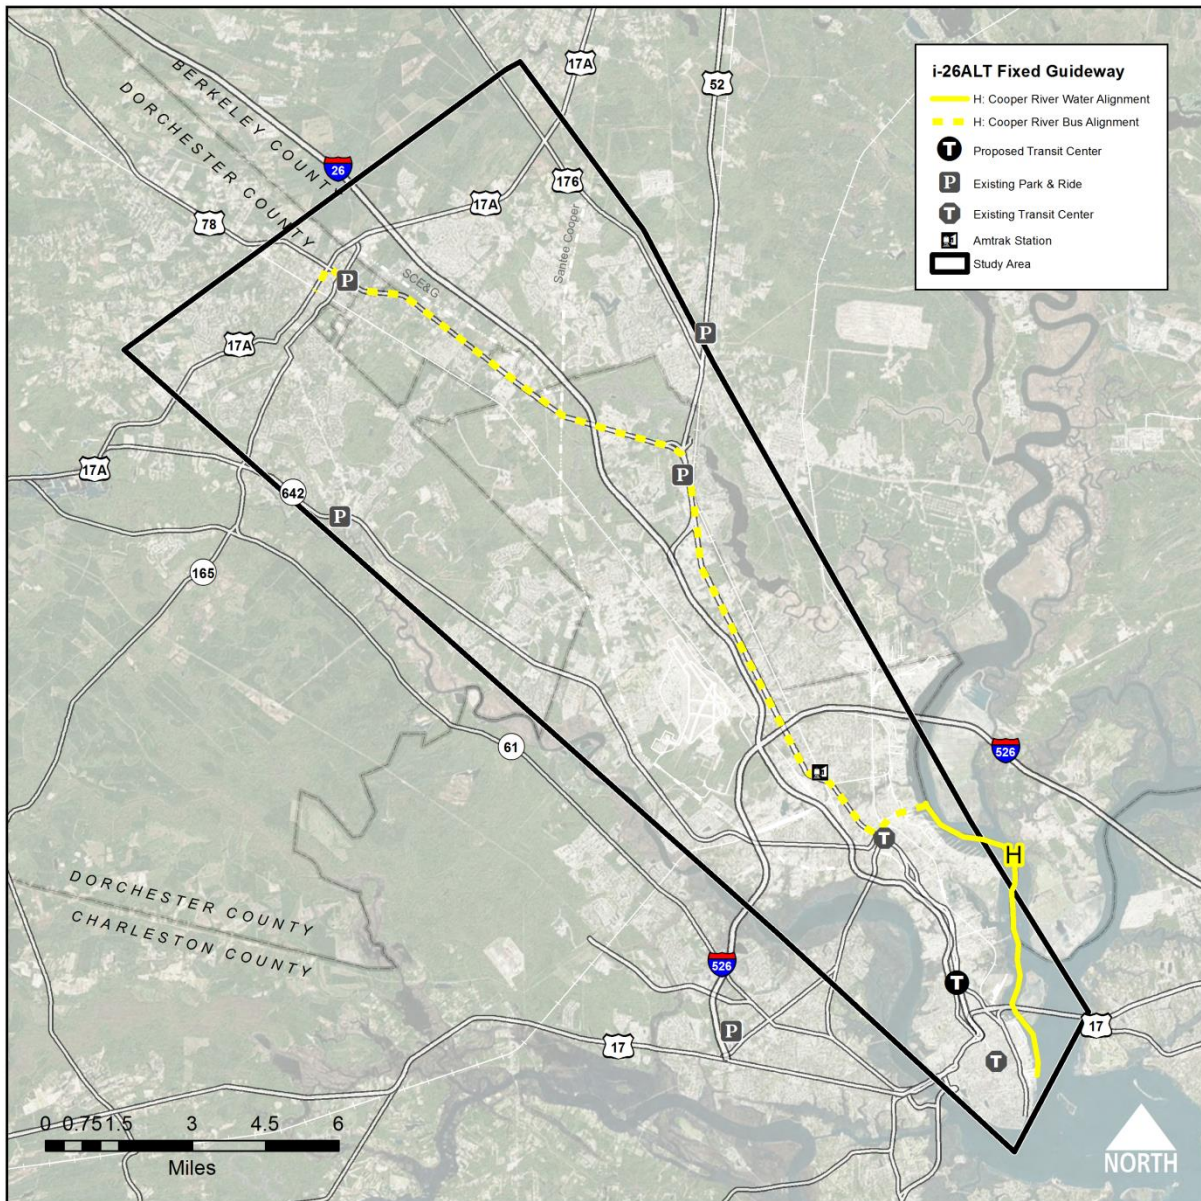 17A
52
BERKELEY COUNTY
DORCHESTER COUNTY
26
176
17A
78
Santee Cooper
SCE&G
P
P
17A
17A
P
642
P
165
61
526
T
H
DORCHESTER COUNTY
CHARLESTON COUNTY
526
T
P
17
17
T
i-26ALT Fixed Guideway
H: Cooper River Water Alignment
H: Cooper River Bus Alignment
T Proposed Transit Center
P Existing Park & Ride
T Existing Transit Center
Amtrak Station
Study Area
0 0.75 1.5 3 4.5 6
Miles
NORTH